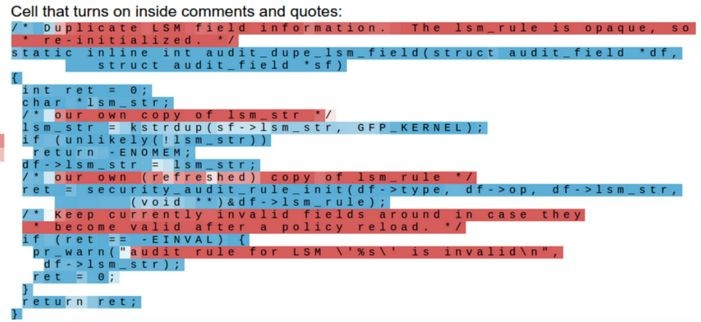 Cell that turns on inside comments and quotes:
/* Duplicate LSM field information. The lsm_rule is opaque, so
 * re-initialized. */
static inline int audit_dupe_lsm_field(struct audit_field *df,
        struct audit_field *sf)
{
 int ret = 0;
 char *lsm_str;
 /* our own copy of lsm_str */
 lsm_str = kstrdup(sf->lsm_str, GFP_KERNEL);
 if (unlikely(!lsm_str))
  return -ENOMEM;
 df->lsm_str = lsm_str;
 /* our own (refreshed) copy of lsm_rule */
 ret = security_audit_rule_init(df->type, df->op, df->lsm_str,
           (void **)&df->lsm_rule);
 /* Keep currently invalid fields around in case they
  * become valid after a policy reload. */
 if (ret == -EINVAL) {
  pr_warn("audit rule for LSM \'%s\' is invalid\n",
   df->lsm_str);
  ret = 0;
 }
 return ret;
}